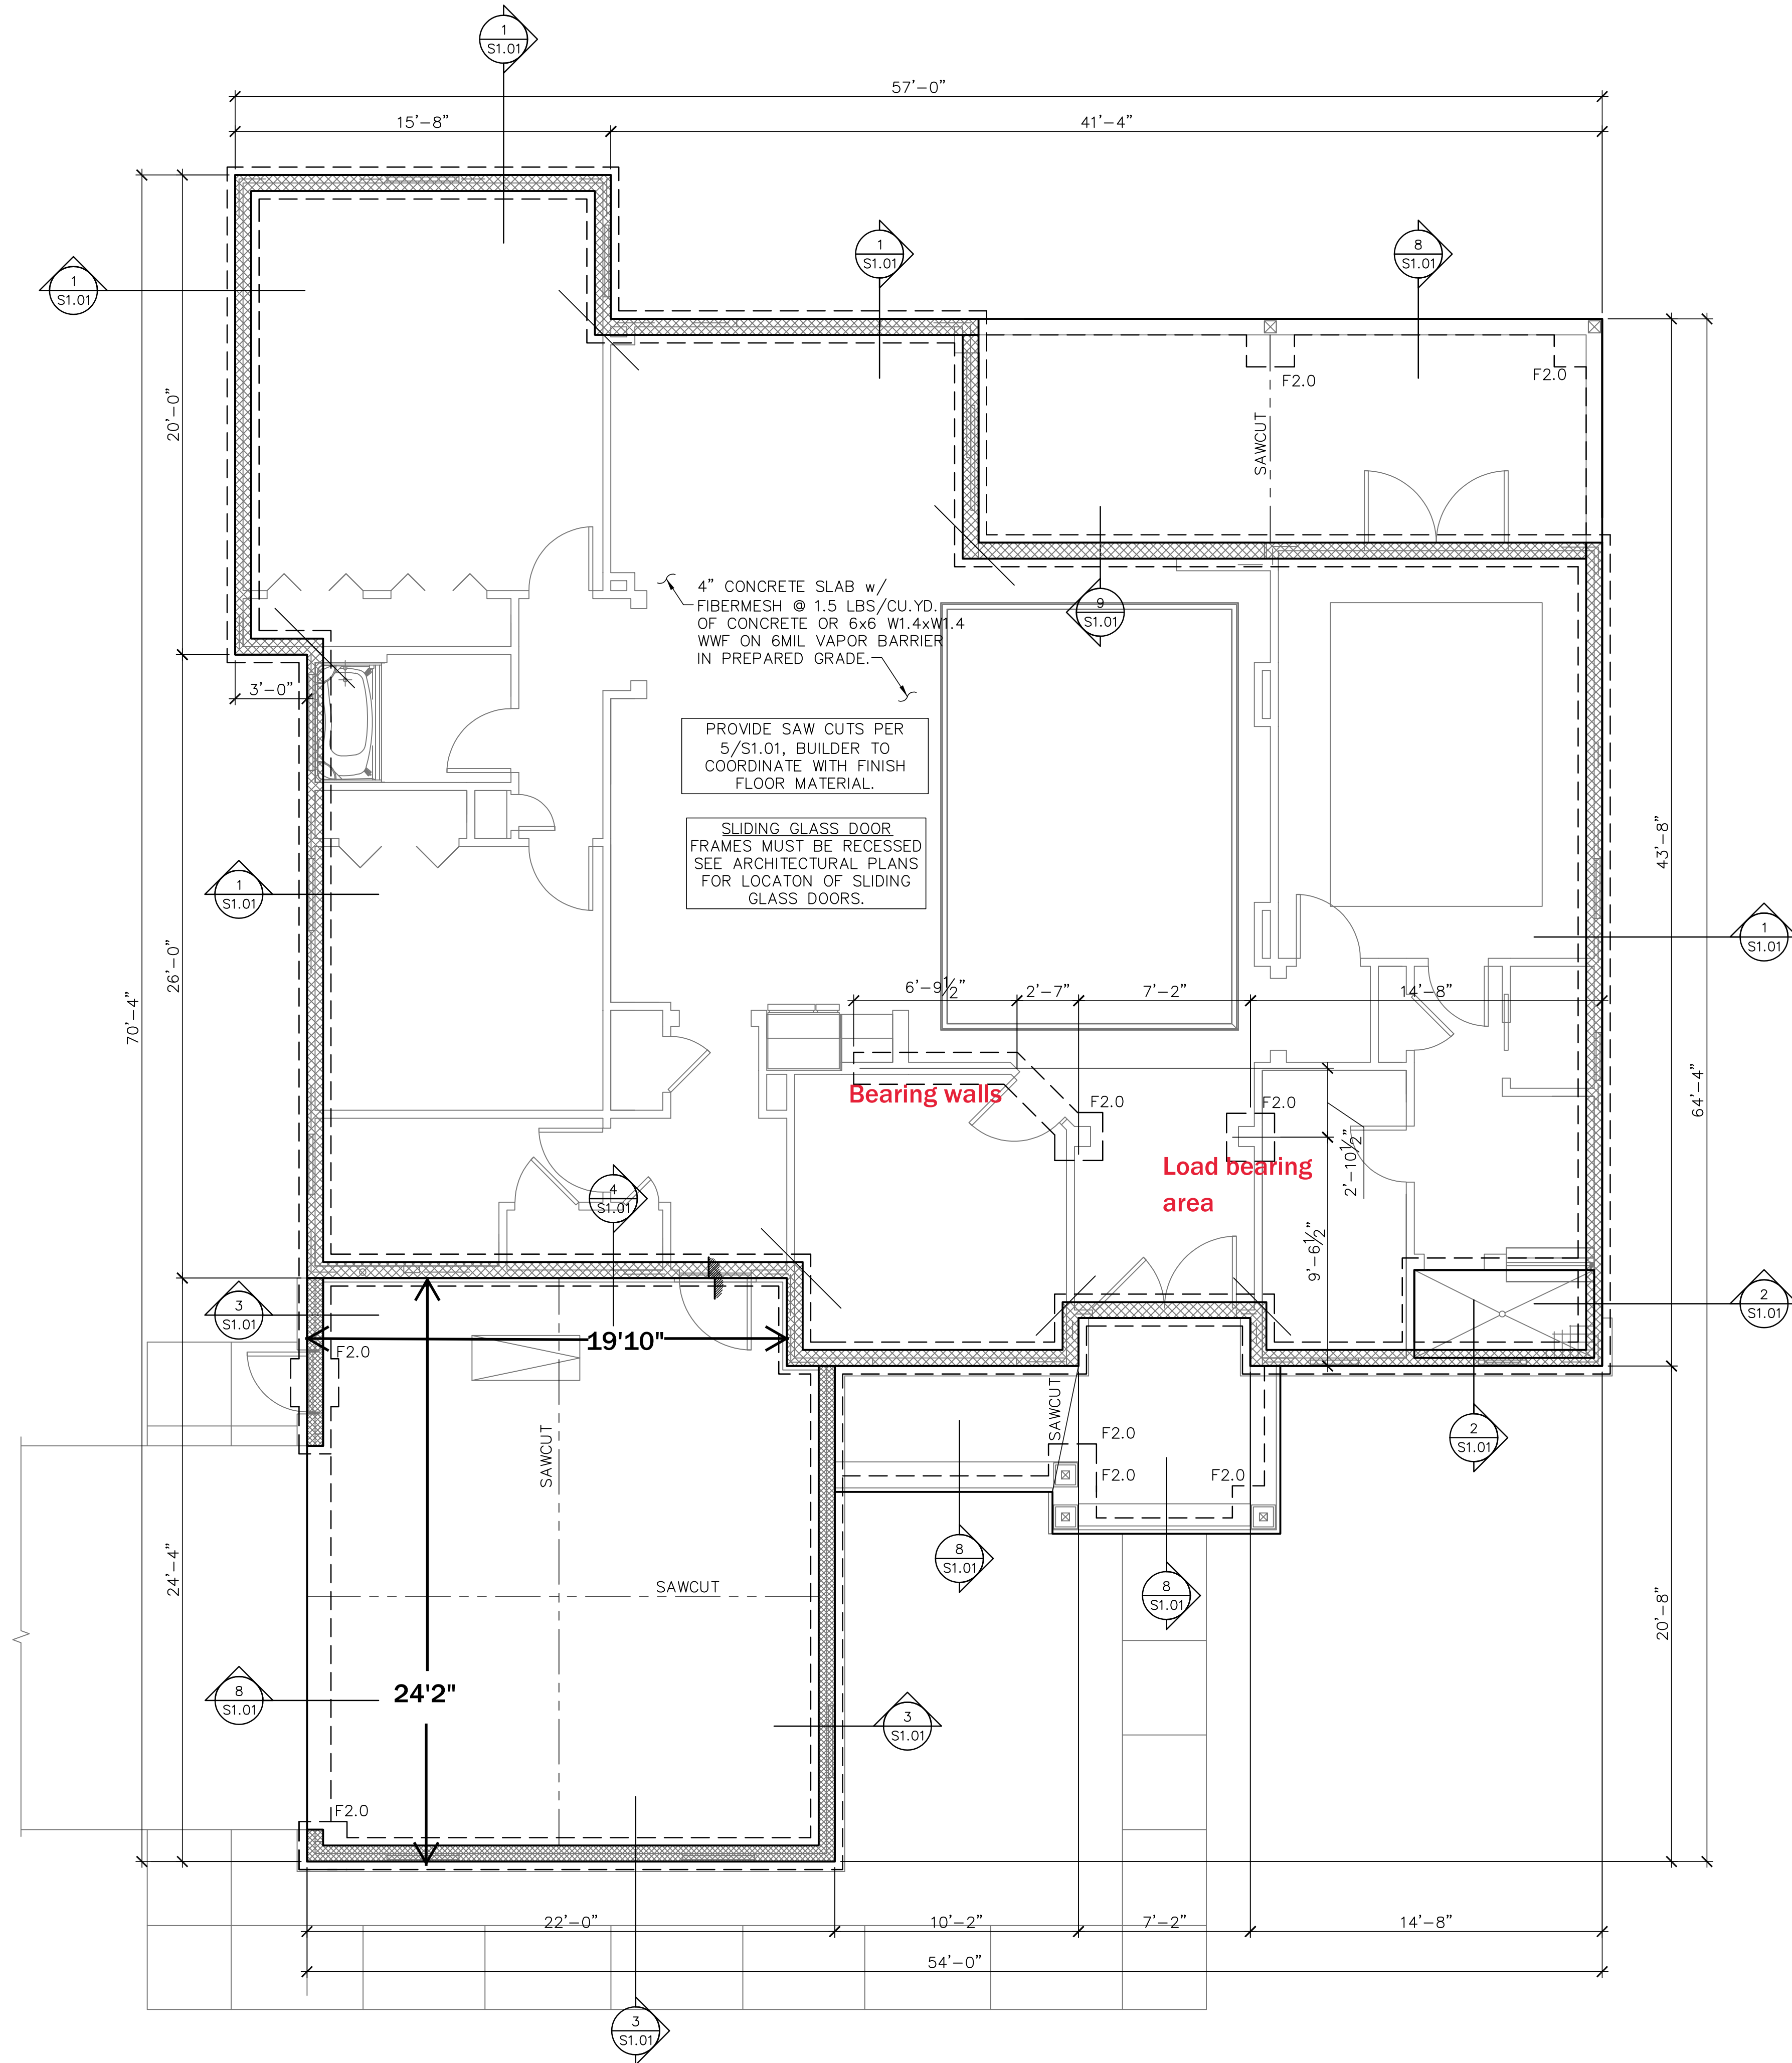 1
S1.01
57'-0"
15'-8"
41'-4"
1
S1.01
1
S1.01
8
S1.01
F2.0
F2.0
SAWCUT
20'-0"
4" CONCRETE SLAB w/
FIBERMESH @ 1.5 LBS/CU.YD.
OF CONCRETE OR 6x6 W1.4xW1.4
WWF ON 6MIL VAPOR BARRIER
IN PREPARED GRADE.
9
S1.01
3'-0"
PROVIDE SAW CUTS PER
5/S1.01, BUILDER TO
COORDINATE WITH FINISH
FLOOR MATERIAL.
SLIDING GLASS DOOR
FRAMES MUST BE RECESSED
SEE ARCHITECTURAL PLANS
FOR LOCATON OF SLIDING
GLASS DOORS.
1
S1.01
43'-8"
1
S1.01
26'-0"
70'-4"
6'-9½"
2'-7"
7'-2"
14'-8"
64'-4"
Bearing walls
F2.0
F2.0
Load bearing
area
2'-10½"
9'-6½"
4
S1.01
3
S1.01
2
S1.01
19'10"
F2.0
SAWCUT
SAWCUT
F2.0
F2.0
F2.0
2
S1.01
8
S1.01
8
S1.01
24'-4"
SAWCUT
20'-8"
24'2"
8
S1.01
3
S1.01
F2.0
22'-0"
10'-2"
7'-2"
14'-8"
54'-0"
3
S1.01